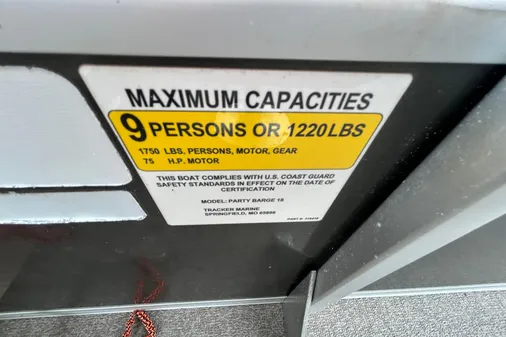 MAXIMUM CAPACITIES
9 PERSONS OR 1220 LBS
1750 LBS. PERSONS, MOTOR, GEAR
75 H.P. MOTOR
THIS BOAT COMPLIES WITH U.S. COAST GUARD
SAFETY STANDARDS IN EFFECT ON THE DATE OF
CERTIFICATION
MODEL: PARTY BARGE 18
TRACKER MARINE
SPRINGFIELD, MO 65898